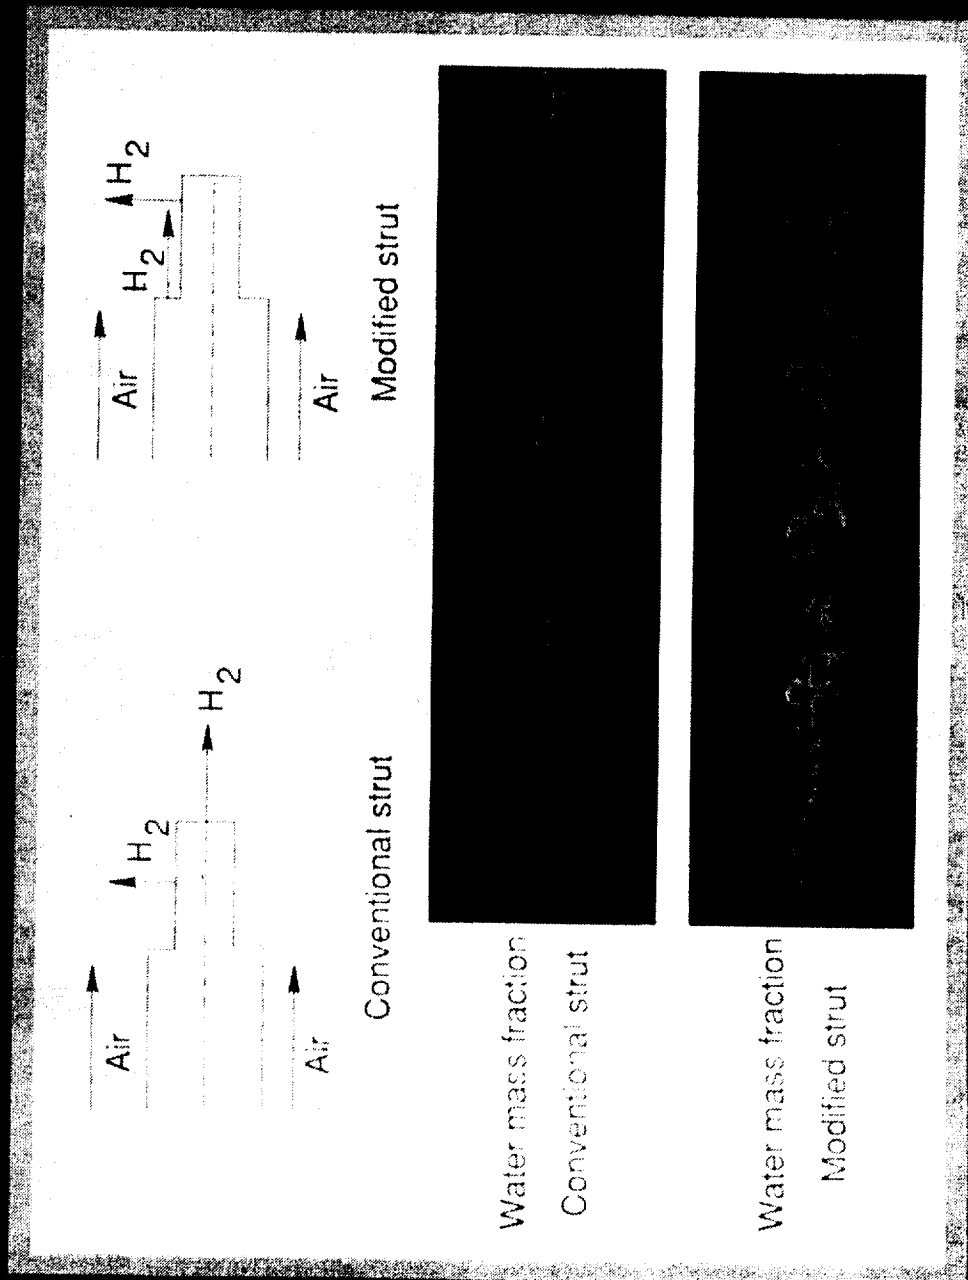 Air
H2
H2
Air
Conventional strut
Air
H2
H2
Air
Modified strut
Water mass fraction
Conventional strut
Water mass fraction
Modified strut